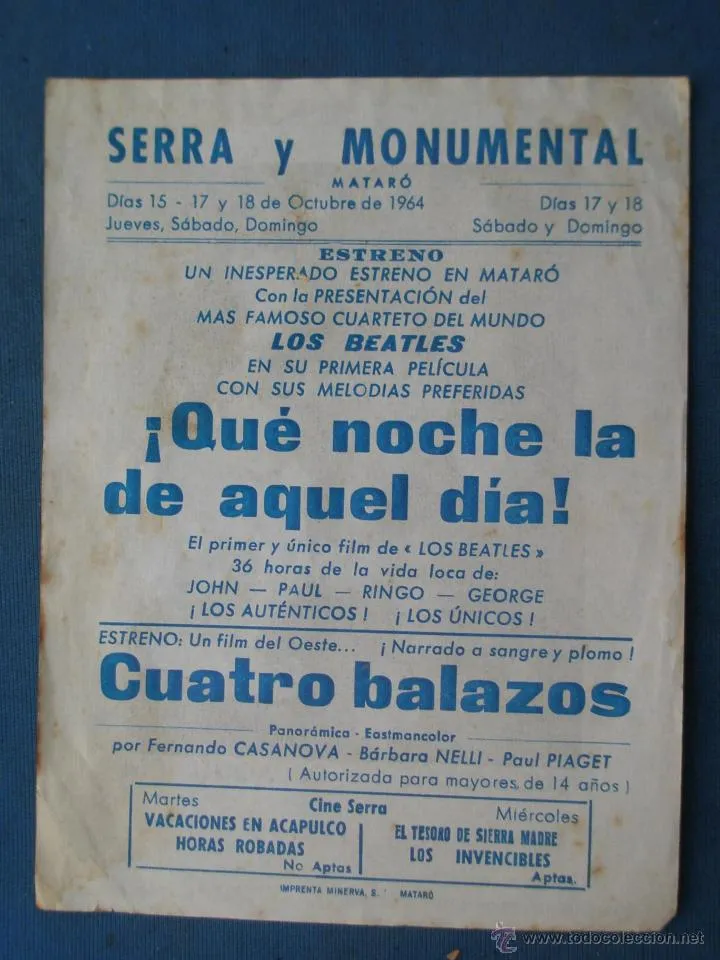 SERRA y MONUMENTAL
MATARÓ
Días 15 - 17 y 18 de Octubre de 1964
Jueves, Sábado, Domingo
Días 17 y 18
Sábado y Domingo
ESTRENO
UN INESPERADO ESTRENO EN MATARÓ
Con la PRESENTACIÓN del
MAS FAMOSO CUARTETO DEL MUNDO
LOS BEATLES
EN SU PRIMERA PELÍCULA
CON SUS MELODIAS PREFERIDAS
¡Qué noche la
de aquel día!
El primer y único film de « LOS BEATLES »
36 horas de la vida loca de:
JOHN — PAUL — RINGO — GEORGE
¡ LOS AUTÉNTICOS ! ¡ LOS ÚNICOS !
ESTRENO: Un film del Oeste... ¡ Narrado a sangre y plomo !
Cuatro balazos
Panorámica - Eastmancolor
por Fernando CASANOVA - Bárbara NELLI - Paul PIAGET
( Autorizada para mayores de 14 años )
Cine Serra
Martes
VACACIONES EN ACAPULCO
HORAS ROBADAS
No Aptas
Miércoles
EL TESORO DE SIERRA MADRE
LOS INVENCIBLES
Aptas.
IMPRENTA MINERVA, S. MATARÓ
© www.todocoleccion.net